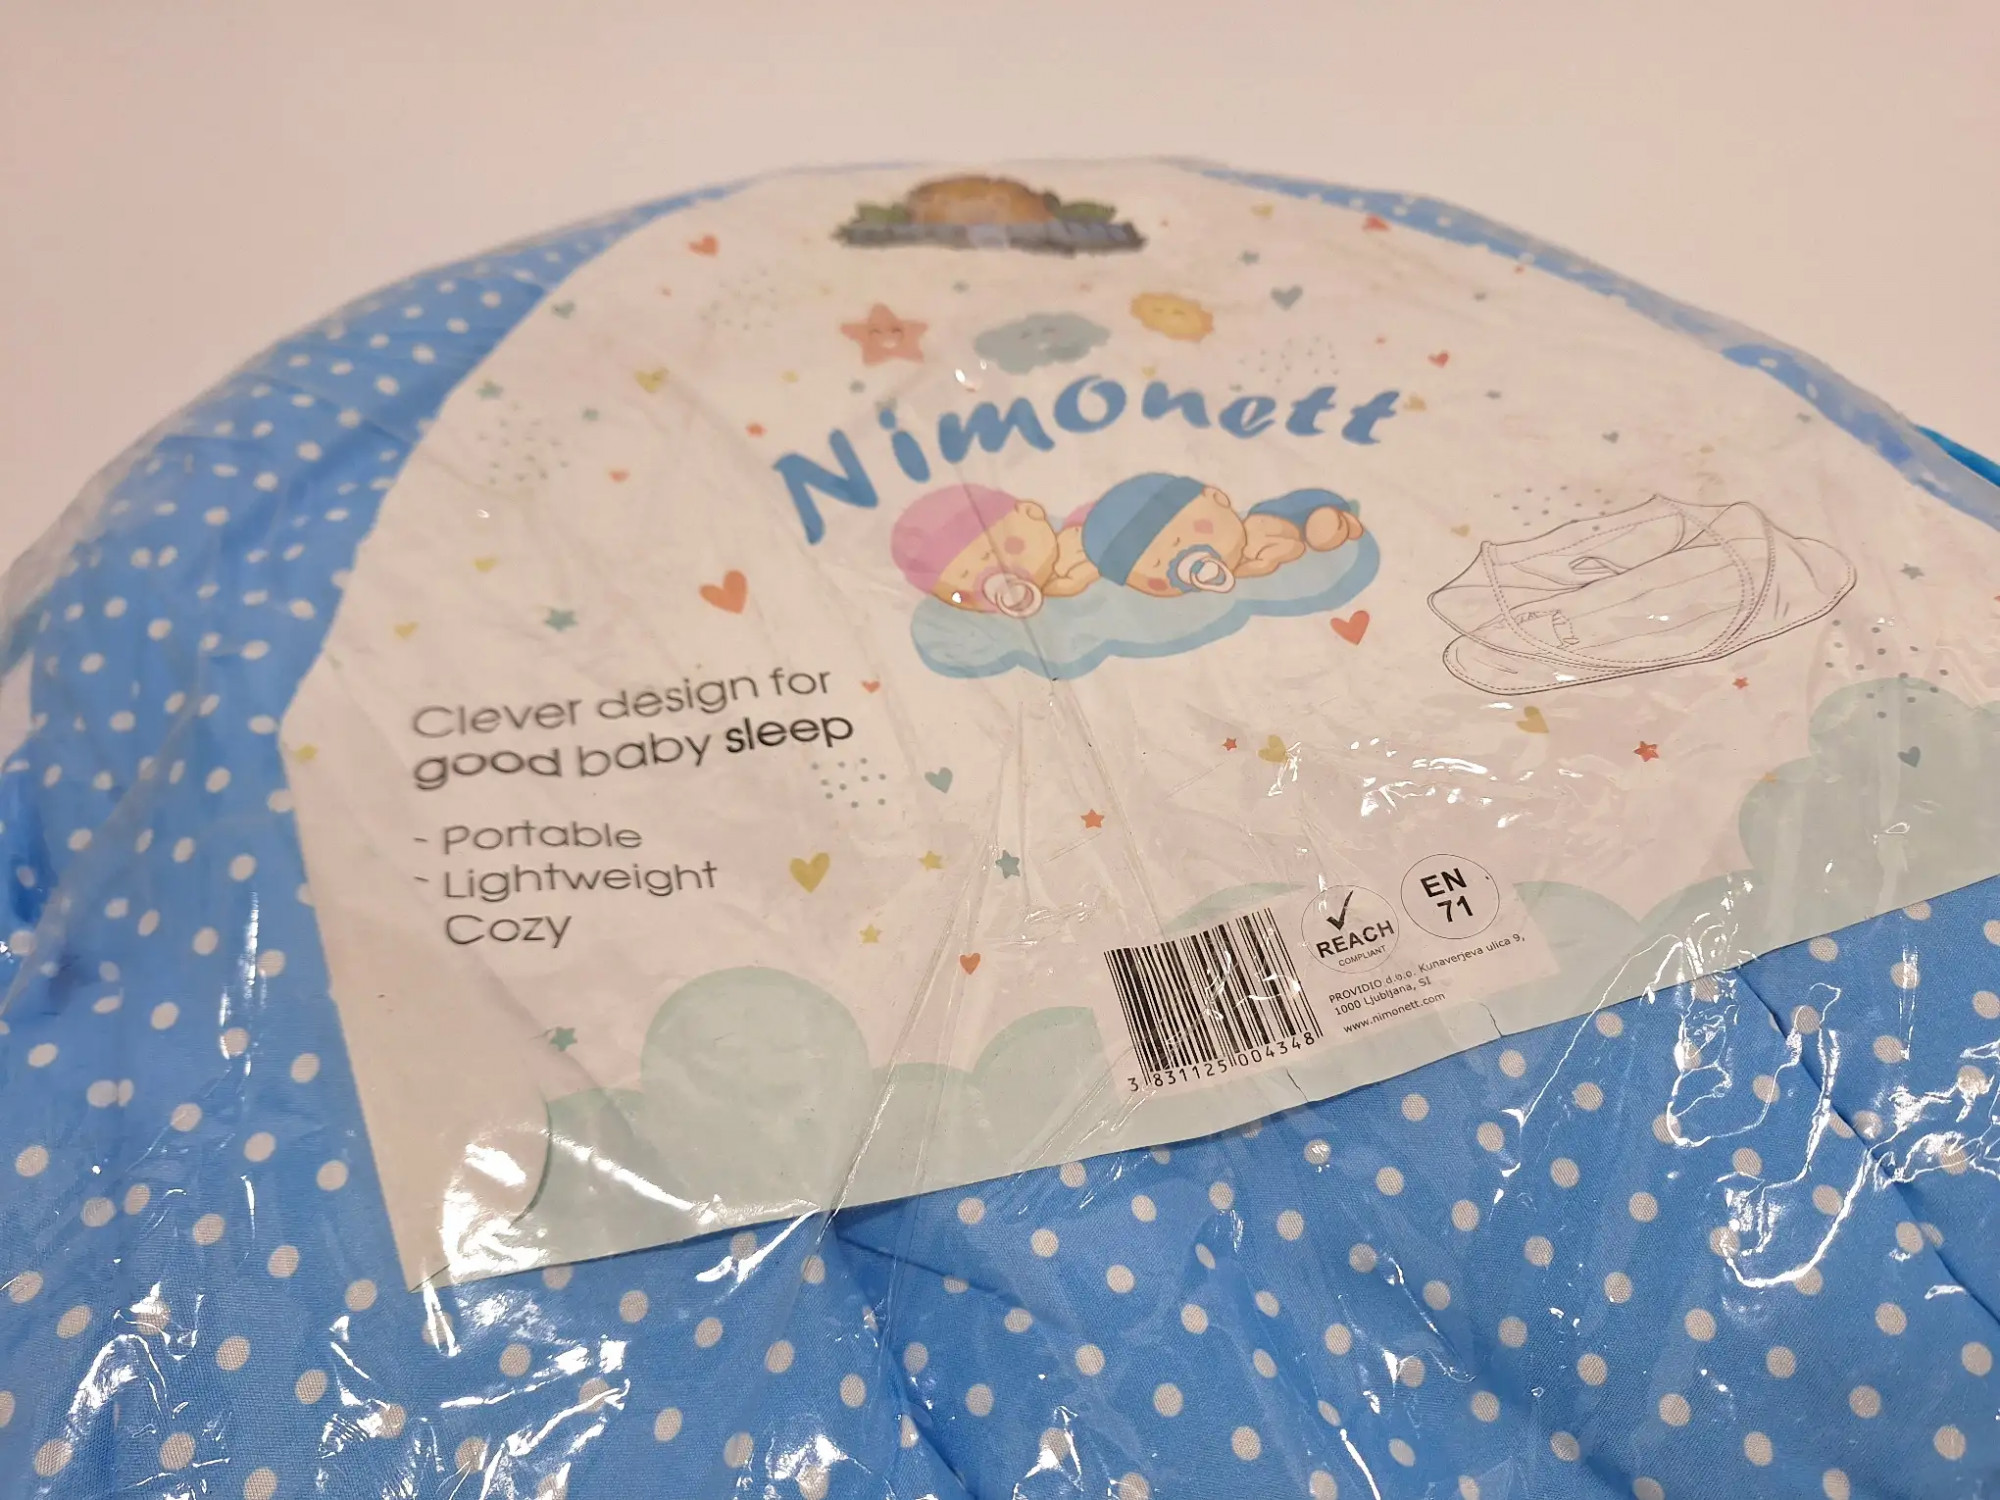 Nimonett
Clever design for
good baby sleep
- Portable
- Lightweight
Cozy
REACH
COMPLIANT
EN
71
PROVIDIO d.o.o. Kunaverjeva ulica 9,
1000 Ljubljana, SI
www.nimonett.com
3 831125 004348